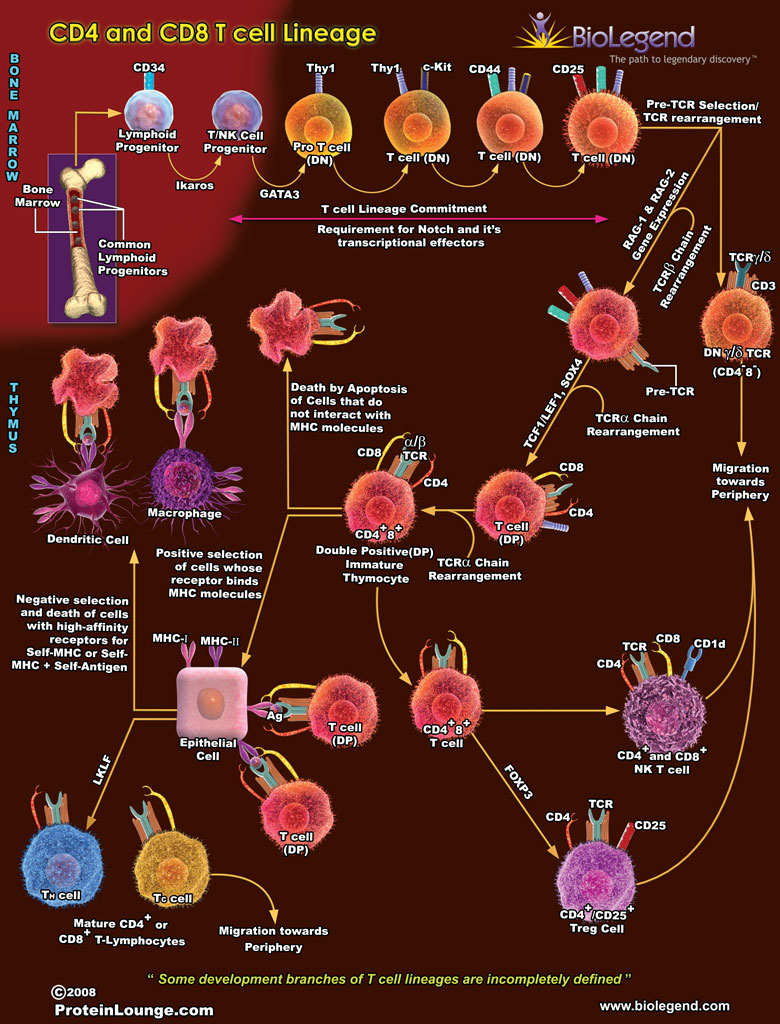 CD4 and CD8 T cell Lineage
BioLegend
The path to legendary discovery™
BONE MARROW
CD34
Lymphoid
Progenitor
T/NK Cell
Progenitor
Ikaros
GATA3
Thy1
Pro T cell
(DN)
Thy1
c-Kit
T cell (DN)
CD44
T cell (DN)
CD25
T cell (DN)
Pre-TCR Selection/
TCR rearrangement
Bone
Marrow
Common
Lymphoid
Progenitors
T cell Lineage Commitment
Requirement for Notch and it's
transcriptional effectors
RAG-1 & RAG-2
Gene Expression
TCRβ Chain
Rearrangement
TCRγ/δ
CD3
DN γ/δ TCR
(CD4⁻8⁻)
Pre-TCR
THYMUS
Death by Apoptosis
of Cells that do
not interact with
MHC molecules
TCF1/LEF1, SOX4
TCRα Chain
Rearrangement
Migration
towards
Periphery
Dendritic Cell
Macrophage
CD8
α/β
TCR
CD4
CD4⁺8⁺
Double Positive(DP)
Immature
Thymocyte
CD8
CD4
T cell
(DP)
TCRα Chain
Rearrangement
Positive selection
of cells whose
receptor binds
MHC molecules
Negative selection
and death of cells
with high-affinity
receptors for
Self-MHC or Self-
MHC + Self-Antigen
MHC-I
MHC-II
Ag
Epithelial
Cell
T cell
(DP)
T cell
(DP)
LKLF
CD4⁺8⁺
T cell
CD4
TCR
CD8
CD1d
CD4⁺ and CD8⁺
NK T cell
FOXP3
CD4
TCR
CD25
CD4⁺/CD25⁺
Treg Cell
TH cell
TC cell
Mature CD4⁺ or
CD8⁺ T-Lymphocytes
Migration towards
Periphery
“ Some development branches of T cell lineages are incompletely defined ”
©2008
ProteinLounge.com
www.biolegend.com